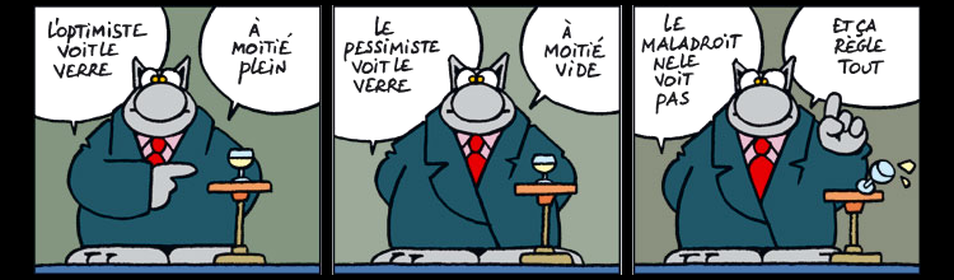 L'OPTIMISTE
VOIT LE
VERRE
À
MOITIÉ
PLEIN
LE
PESSIMISTE
VOIT LE
VERRE
À
MOITIÉ
VIDE
LE
MALADROIT
NE LE
VOIT
PAS
ET ÇA
RÈGLE
TOUT